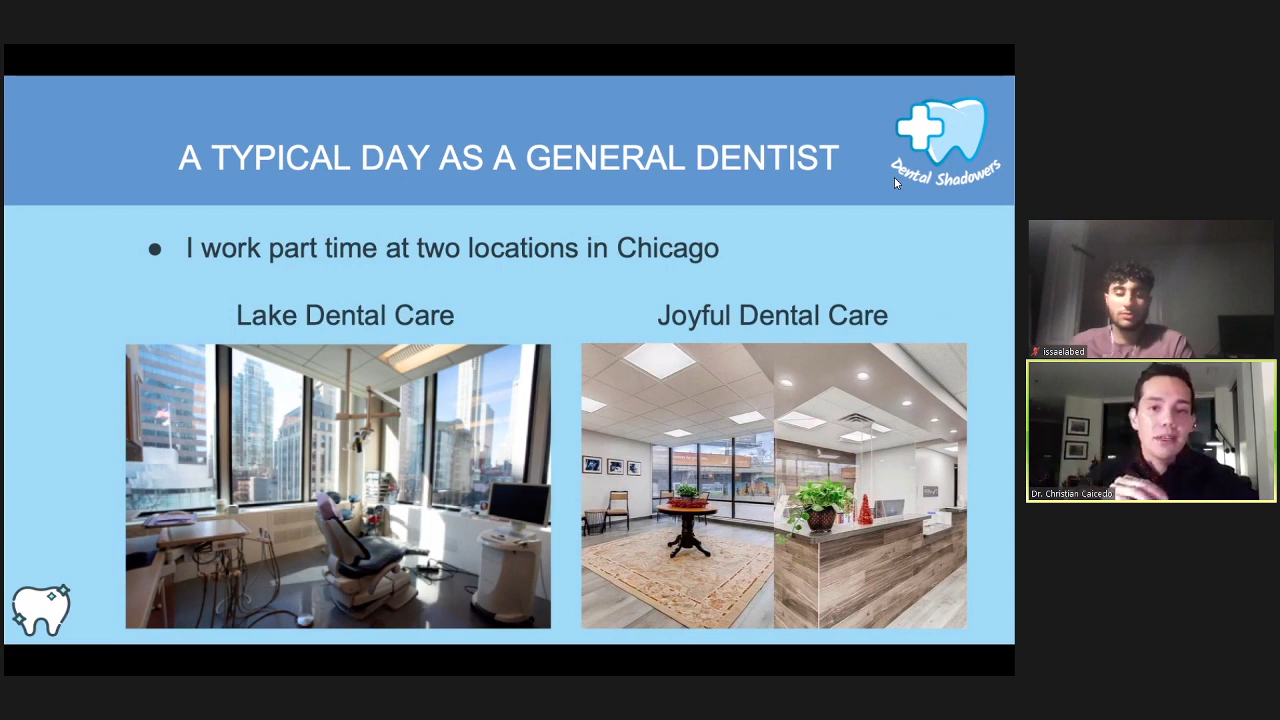 A TYPICAL DAY AS A GENERAL DENTIST
Dental Shadowers
● I work part time at two locations in Chicago
Lake Dental Care
Joyful Dental Care
issaelabed
Dr. Christian Caicedo